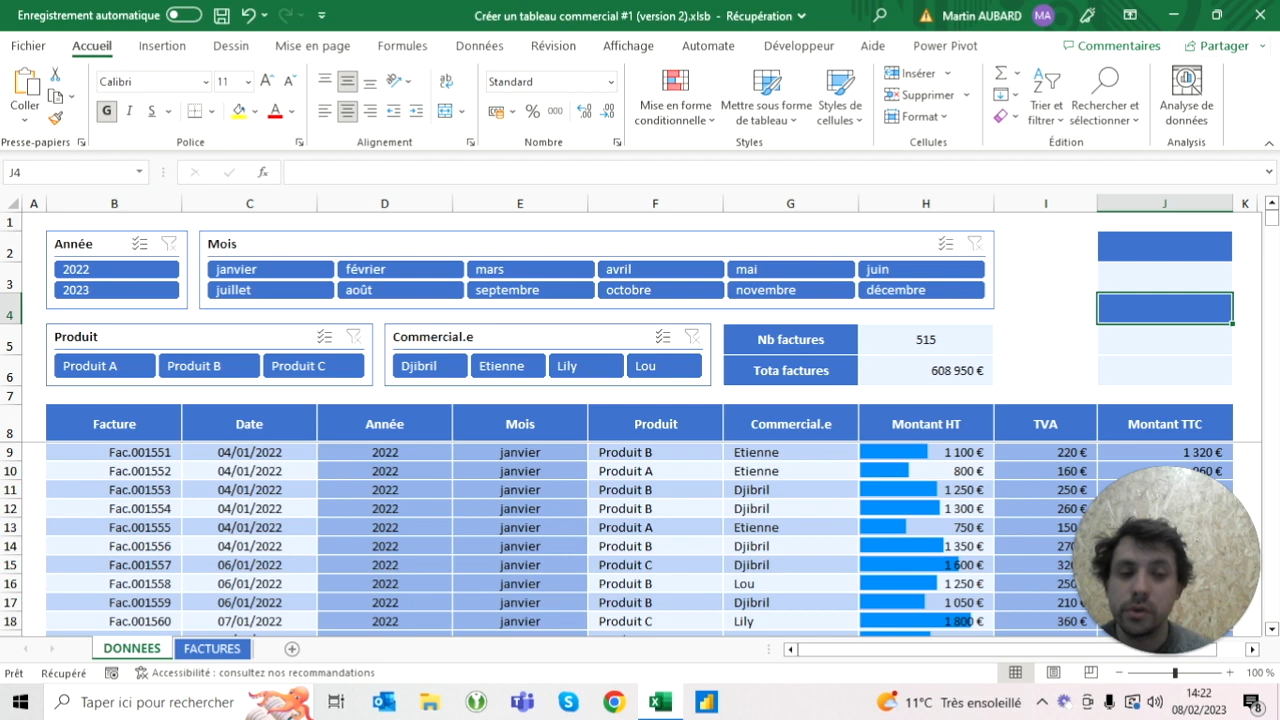 Enregistrement automatique
Créer un tableau commercial #1 (version 2).xlsb - Récupération
Martin AUBARD MA
Fichier Accueil Insertion Dessin Mise en page Formules Données Révision Affichage Automate Développeur Aide Power Pivot Commentaires Partager
Coller
Calibri 11
Standard
Mise en forme conditionnelle
Mettre sous forme de tableau
Styles de cellules
Insérer
Supprimer
Format
Trier et filtrer
Rechercher et sélectionner
Analyse de données
G I S
% 000
Presse-papiers Police Alignement Nombre Styles Cellules Édition Analysis
J4 fx
A B C D E F G H I J K
1
2
3
4
5
6
7
8
Année
2022
2023
Mois
janvier février mars avril mai juin
juillet août septembre octobre novembre décembre
Produit
Produit A Produit B Produit C
Commercial.e
Djibril Etienne Lily Lou
Nb factures 515
Tota factures 608 950 €
Facture Date Année Mois Produit Commercial.e Montant HT TVA Montant TTC
9 Fac.001551 04/01/2022 2022 janvier Produit B Etienne 1 100 € 220 € 1 320 €
10 Fac.001552 04/01/2022 2022 janvier Produit A Etienne 800 € 160 € 960 €
11 Fac.001553 04/01/2022 2022 janvier Produit B Djibril 1 250 € 250 €
12 Fac.001554 04/01/2022 2022 janvier Produit B Djibril 1 300 € 260 €
13 Fac.001555 04/01/2022 2022 janvier Produit A Etienne 750 € 150
14 Fac.001556 04/01/2022 2022 janvier Produit B Djibril 1 350 € 270
15 Fac.001557 06/01/2022 2022 janvier Produit C Djibril 1 600 € 320
16 Fac.001558 06/01/2022 2022 janvier Produit B Lou 1 250 € 250
17 Fac.001559 06/01/2022 2022 janvier Produit B Djibril 1 050 € 210 €
18 Fac.001560 07/01/2022 2022 janvier Produit C Lily 1 800 € 360 €
DONNEES FACTURES
Prêt Récupéré Accessibilité : consultez nos recommandations 100 %
Taper ici pour rechercher
11°C Très ensoleillé
14:22
08/02/2023
8